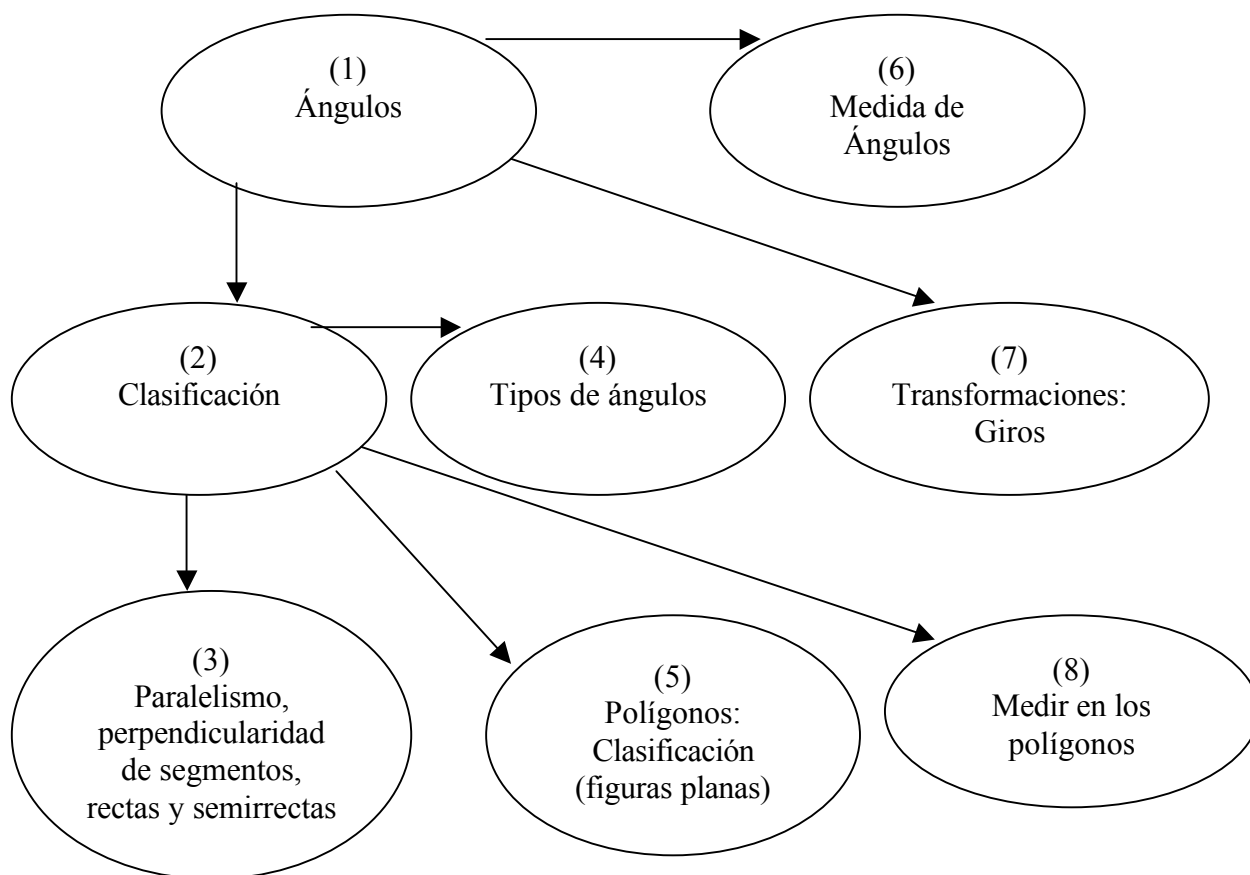 (1)
Ángulos
(6)
Medida de
Ángulos
(2)
Clasificación
(4)
Tipos de ángulos
(7)
Transformaciones:
Giros
(3)
Paralelismo,
perpendicularidad
de segmentos,
rectas y semirrectas
(5)
Polígonos:
Clasificación
(figuras planas)
(8)
Medir en los
polígonos